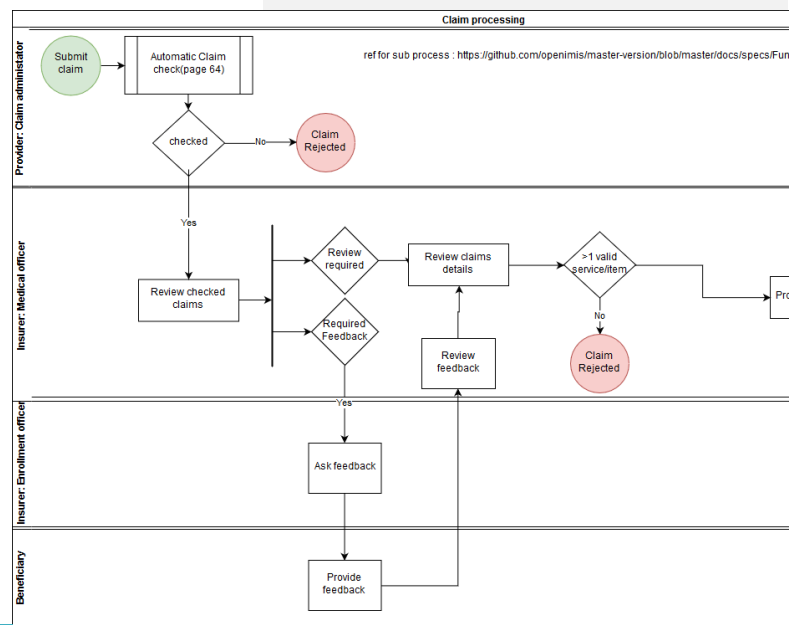 Claim processing
Provider: Claim administator
Submit
claim
Automatic Claim
check(page 64)
ref for sub process : https://github.com/openimis/master-version/blob/master/docs/specs/Fun
checked
No
Claim
Rejected
Yes
Insurer: Medical officer
Review checked
claims
Review
required
Required
Feedback
Review claims
details
>1 valid
service/item
Pro
No
Claim
Rejected
Review
feedback
Yes
Insurer: Enrollment officer
Ask feedback
Beneficiary
Provide
feedback